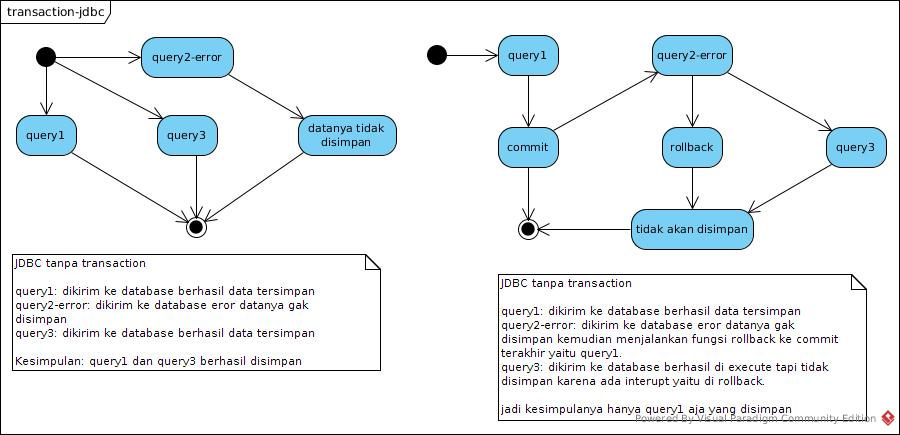 transaction-jdbc
query2-error
query1
query3
datanya tidak
disimpan
JDBC tanpa transaction
query1: dikirim ke database berhasil data tersimpan
query2-error: dikirim ke database eror datanya gak
disimpan
query3: dikirim ke database berhasil data tersimpan
Kesimpulan: query1 dan query3 berhasil disimpan
query1
query2-error
commit
rollback
query3
tidak akan disimpan
JDBC tanpa transaction
query1: dikirim ke database berhasil data tersimpan
query2-error: dikirim ke database eror datanya gak
disimpan kemudian menjalankan fungsi rollback ke commit
terakhir yaitu query1.
query3: dikirim ke database berhasil di execute tapi tidak
disimpan karena ada interupt yaitu di rollback.
jadi kesimpulanya hanya query1 aja yang disimpan
Powered By Visual Paradigm Community Edition